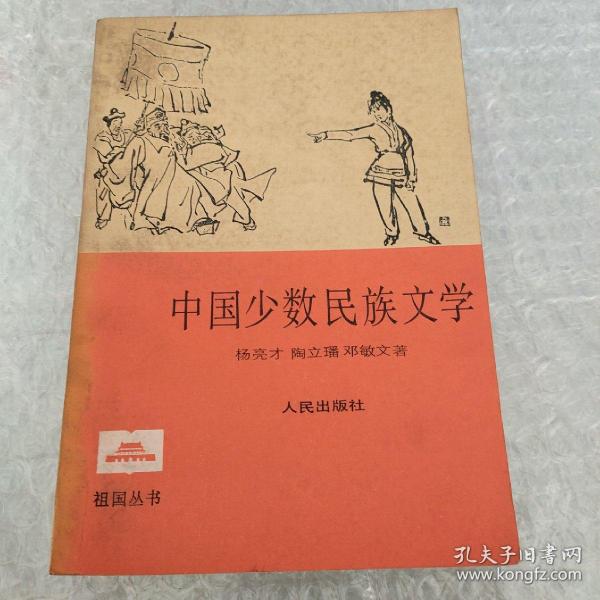 中国少数民族文学
杨亮才 陶立璠 邓敏文著
人民出版社
祖国丛书
孔夫子旧书网
www.kongfz.com